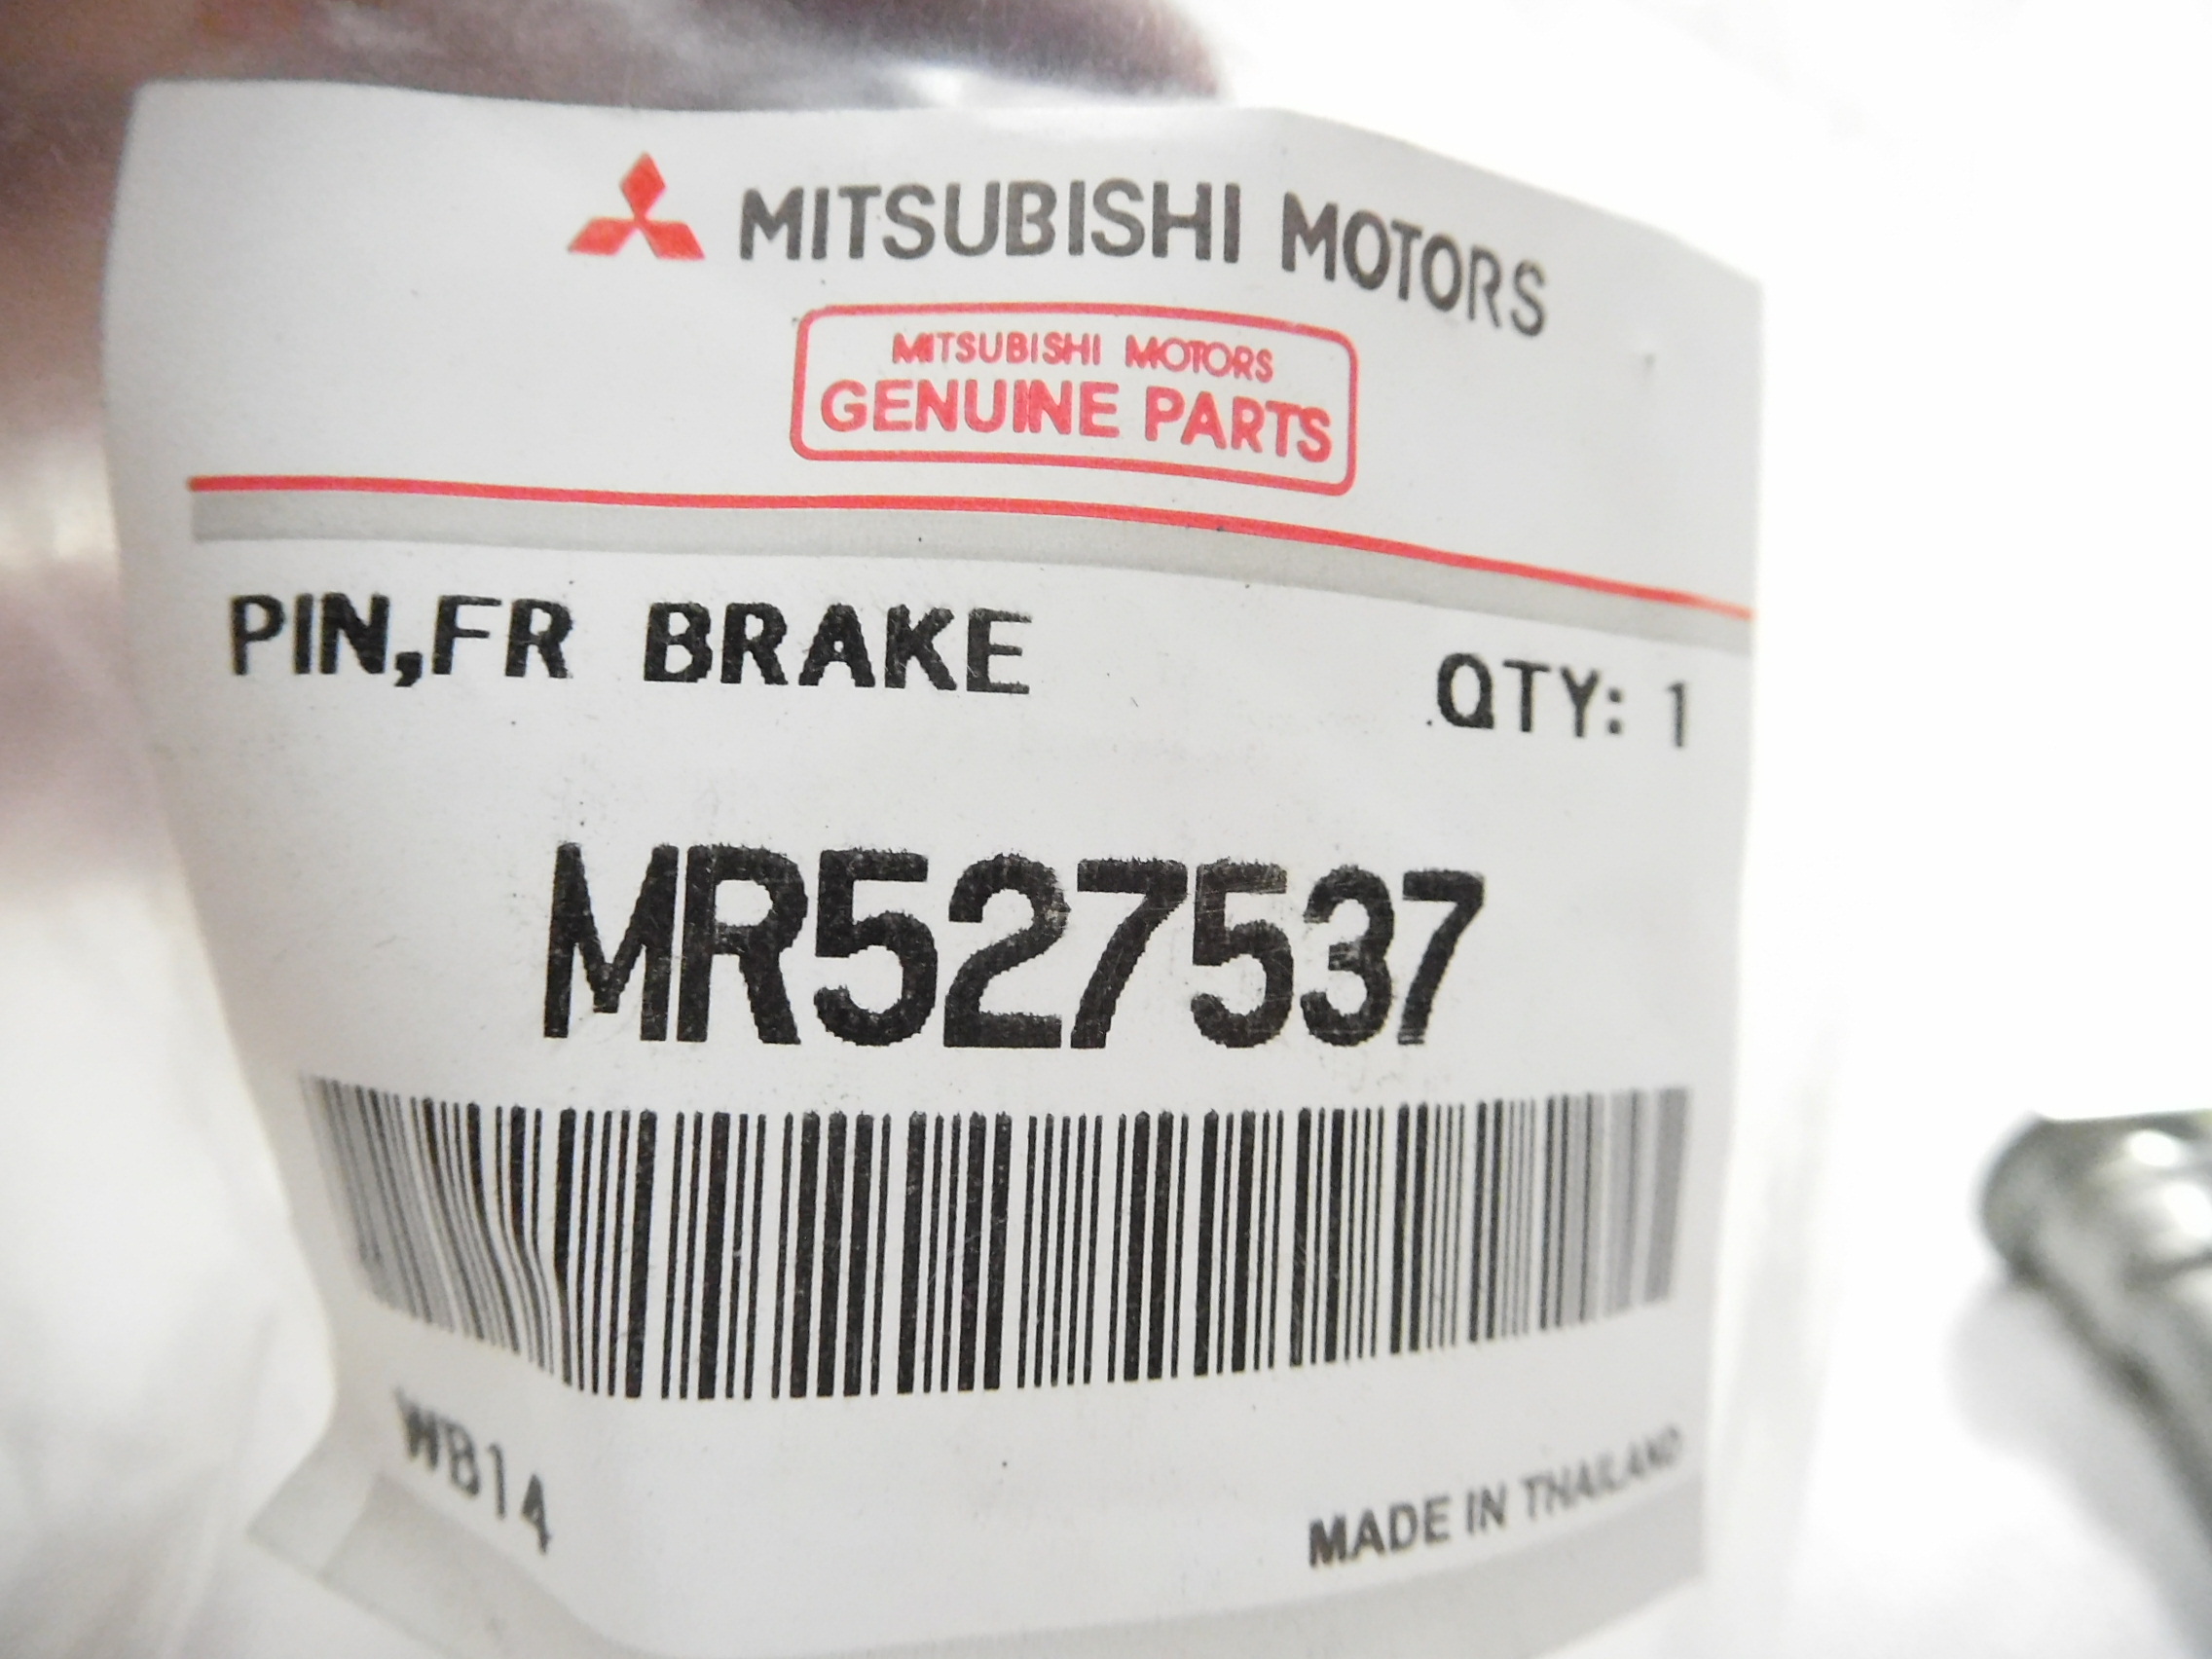 MITSUBISHI MOTORS
MITSUBISHI MOTORS
GENUINE PARTS
PIN,FR BRAKE
QTY: 1
MR527537
WB14
MADE IN THAILAND